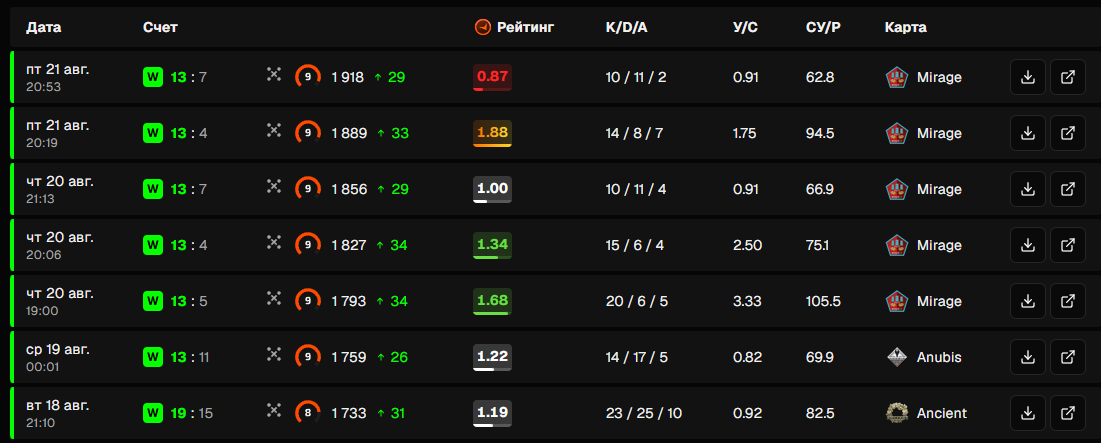 Дата Счет Рейтинг K/D/A У/С СУ/Р Карта
пт 21 авг.
20:53
W 13 : 7 9 1 918 ↑ 29 0.87 10 / 11 / 2 0.91 62.8 Mirage
пт 21 авг.
20:19
W 13 : 4 9 1 889 ↑ 33 1.88 14 / 8 / 7 1.75 94.5 Mirage
чт 20 авг.
21:13
W 13 : 7 9 1 856 ↑ 29 1.00 10 / 11 / 4 0.91 66.9 Mirage
чт 20 авг.
20:06
W 13 : 4 9 1 827 ↑ 34 1.34 15 / 6 / 4 2.50 75.1 Mirage
чт 20 авг.
19:00
W 13 : 5 9 1 793 ↑ 34 1.68 20 / 6 / 5 3.33 105.5 Mirage
ср 19 авг.
00:01
W 13 : 11 9 1 759 ↑ 26 1.22 14 / 17 / 5 0.82 69.9 Anubis
вт 18 авг.
21:10
W 19 : 15 8 1 733 ↑ 31 1.19 23 / 25 / 10 0.92 82.5 Ancient